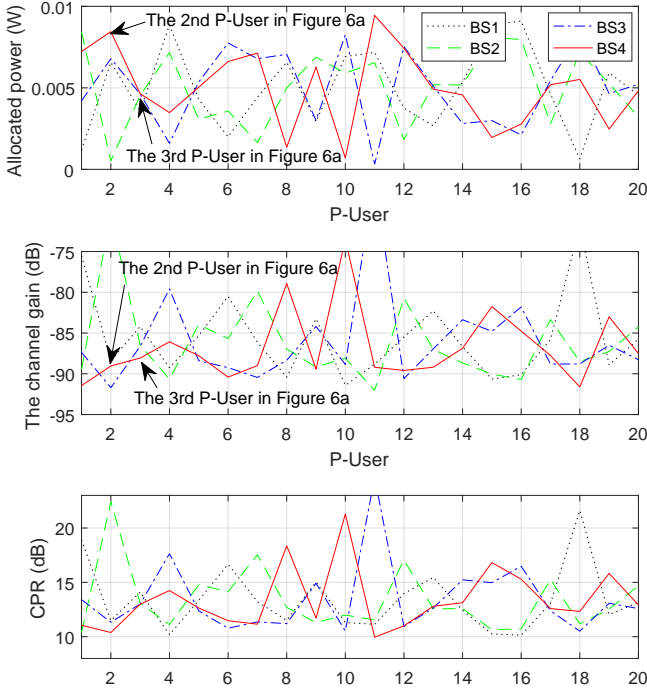 Allocated power (W)
0.01
0.005
0
The 2nd P-User in Figure 6a
The 3rd P-User in Figure 6a
BS1
BS2
BS3
BS4
2 4 6 8 10 12 14 16 18 20
P-User
The channel gain (dB)
-75
-80
-85
-90
-95
The 2nd P-User in Figure 6a
The 3rd P-User in Figure 6a
2 4 6 8 10 12 14 16 18 20
P-User
CPR (dB)
20
15
10
2 4 6 8 10 12 14 16 18 20